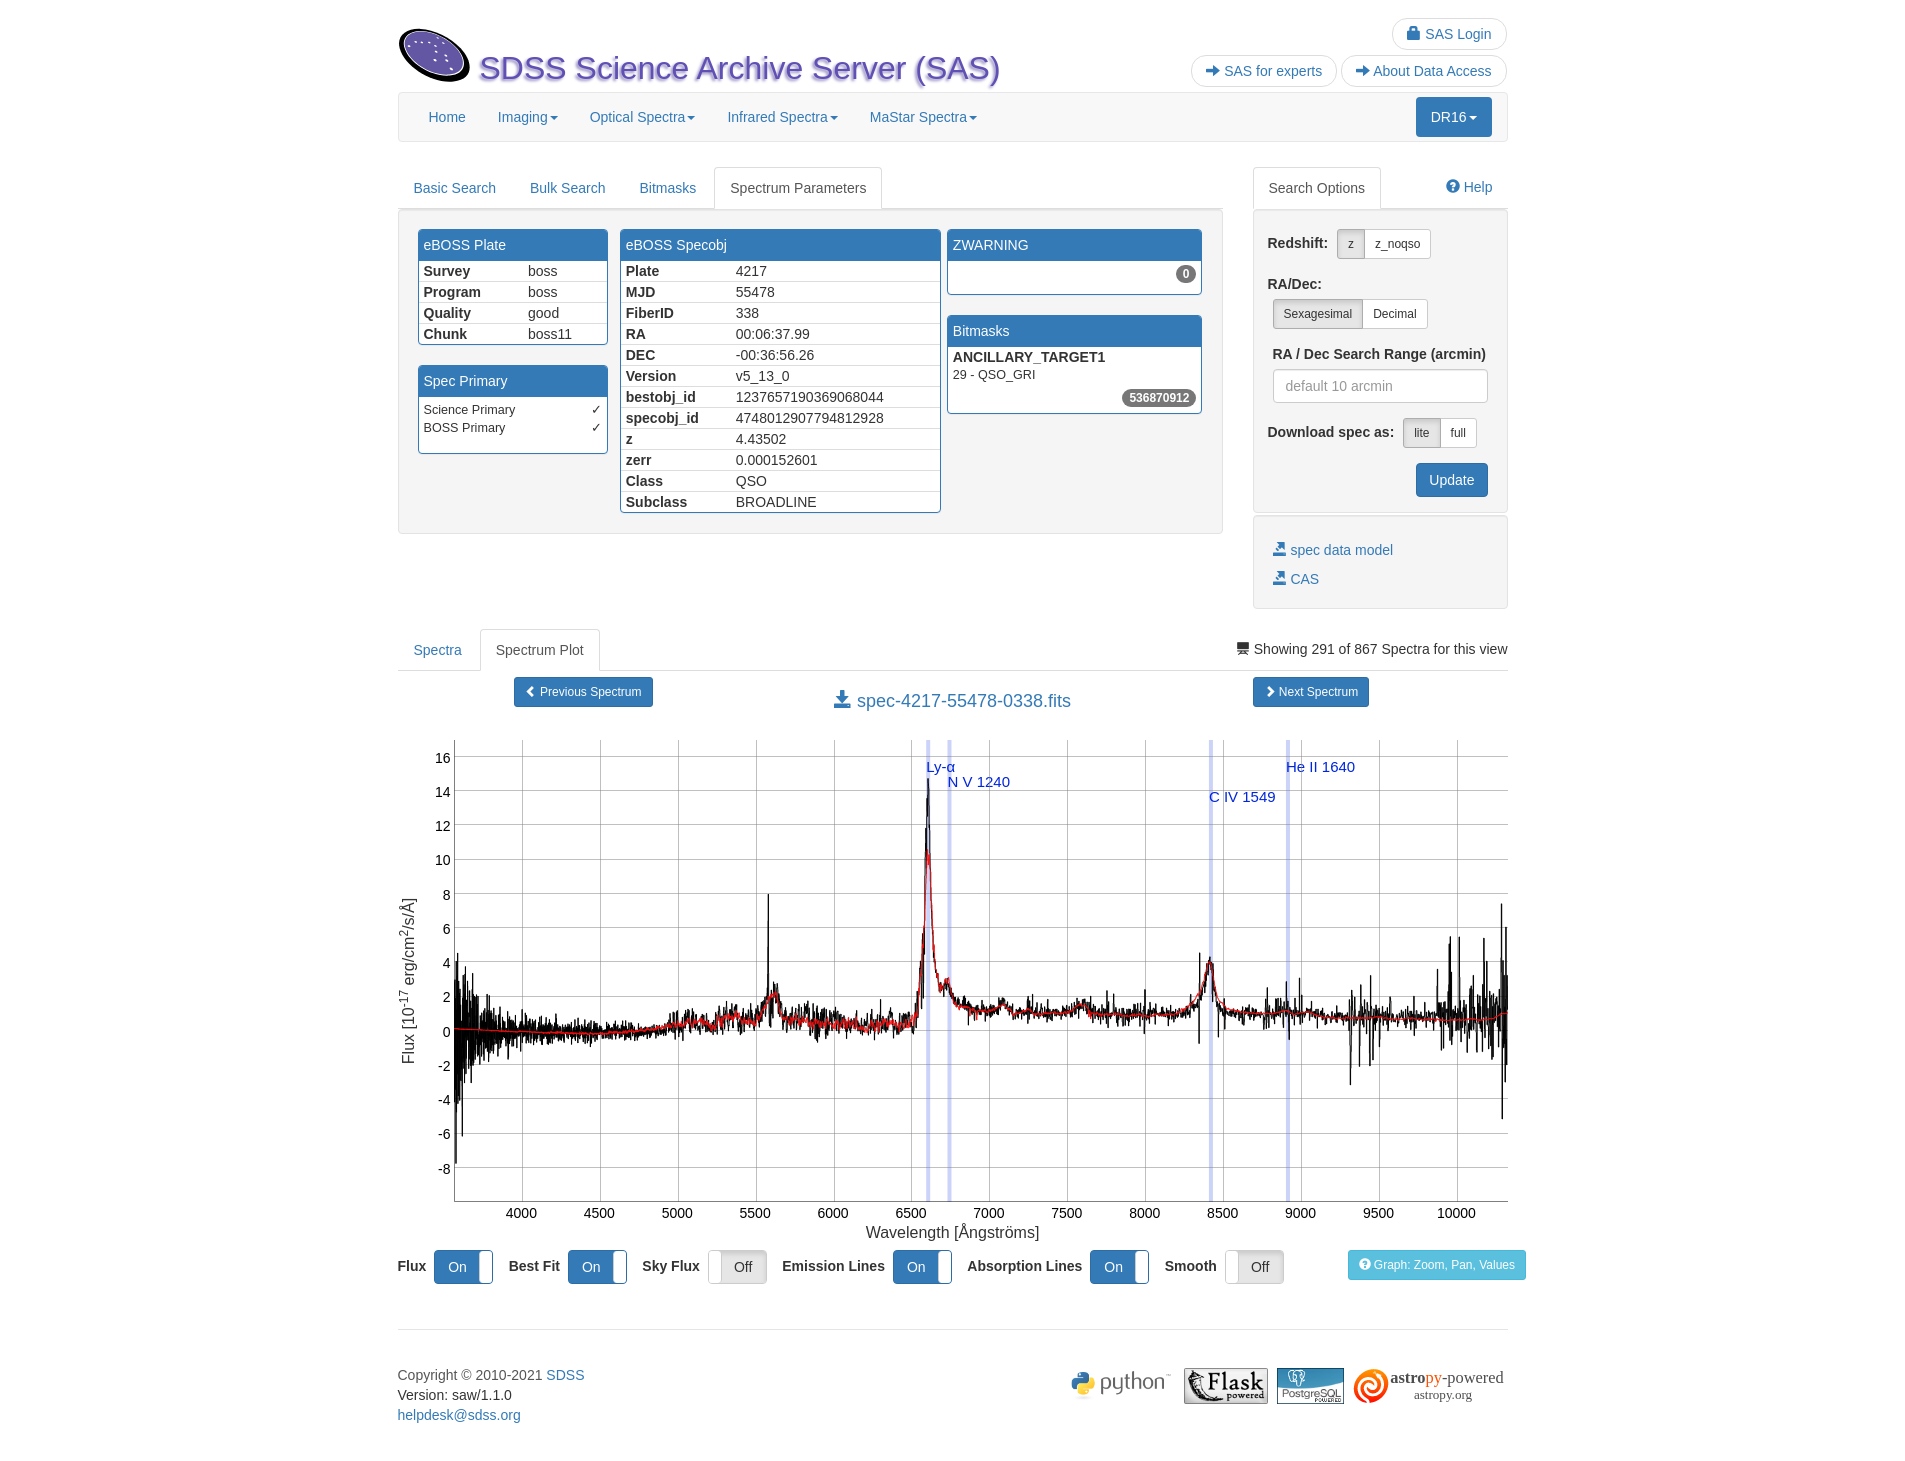 SAS Login
SDSS Science Archive Server (SAS)
SAS for experts
About Data Access
Home Imaging Optical Spectra Infrared Spectra MaStar Spectra DR16
Basic Search Bulk Search Bitmasks Spectrum Parameters
eBOSS Plate
Survey boss
Program boss
Quality good
Chunk boss11
Spec Primary
Science Primary ✓
BOSS Primary ✓
eBOSS Specobj
Plate 4217
MJD 55478
FiberID 338
RA 00:06:37.99
DEC -00:36:56.26
Version v5_13_0
bestobj_id 1237657190369068044
specobj_id 4748012907794812928
z 4.43502
zerr 0.000152601
Class QSO
Subclass BROADLINE
ZWARNING
0
Bitmasks
ANCILLARY_TARGET1
29 - QSO_GRI
536870912
Search Options Help
Redshift: z z_noqso
RA/Dec:
Sexagesimal Decimal
RA / Dec Search Range (arcmin)
default 10 arcmin
Download spec as: lite full
Update
spec data model
CAS
Spectra Spectrum Plot Showing 291 of 867 Spectra for this view
Previous Spectrum spec-4217-55478-0338.fits Next Spectrum
Flux [10-17 erg/cm2/s/Å]
16
14
12
10
8
6
4
2
0
-2
-4
-6
-8
Ly-α
N V 1240
C IV 1549
He II 1640
4000 4500 5000 5500 6000 6500 7000 7500 8000 8500 9000 9500 10000
Wavelength [Ångströms]
Flux On Best Fit On Sky Flux Off Emission Lines On Absorption Lines On Smooth Off Graph: Zoom, Pan, Values
Copyright © 2010-2021 SDSS
Version: saw/1.1.0
helpdesk@sdss.org
python
Flask
powered
PostgreSQL
POWERED
astropy-powered
astropy.org